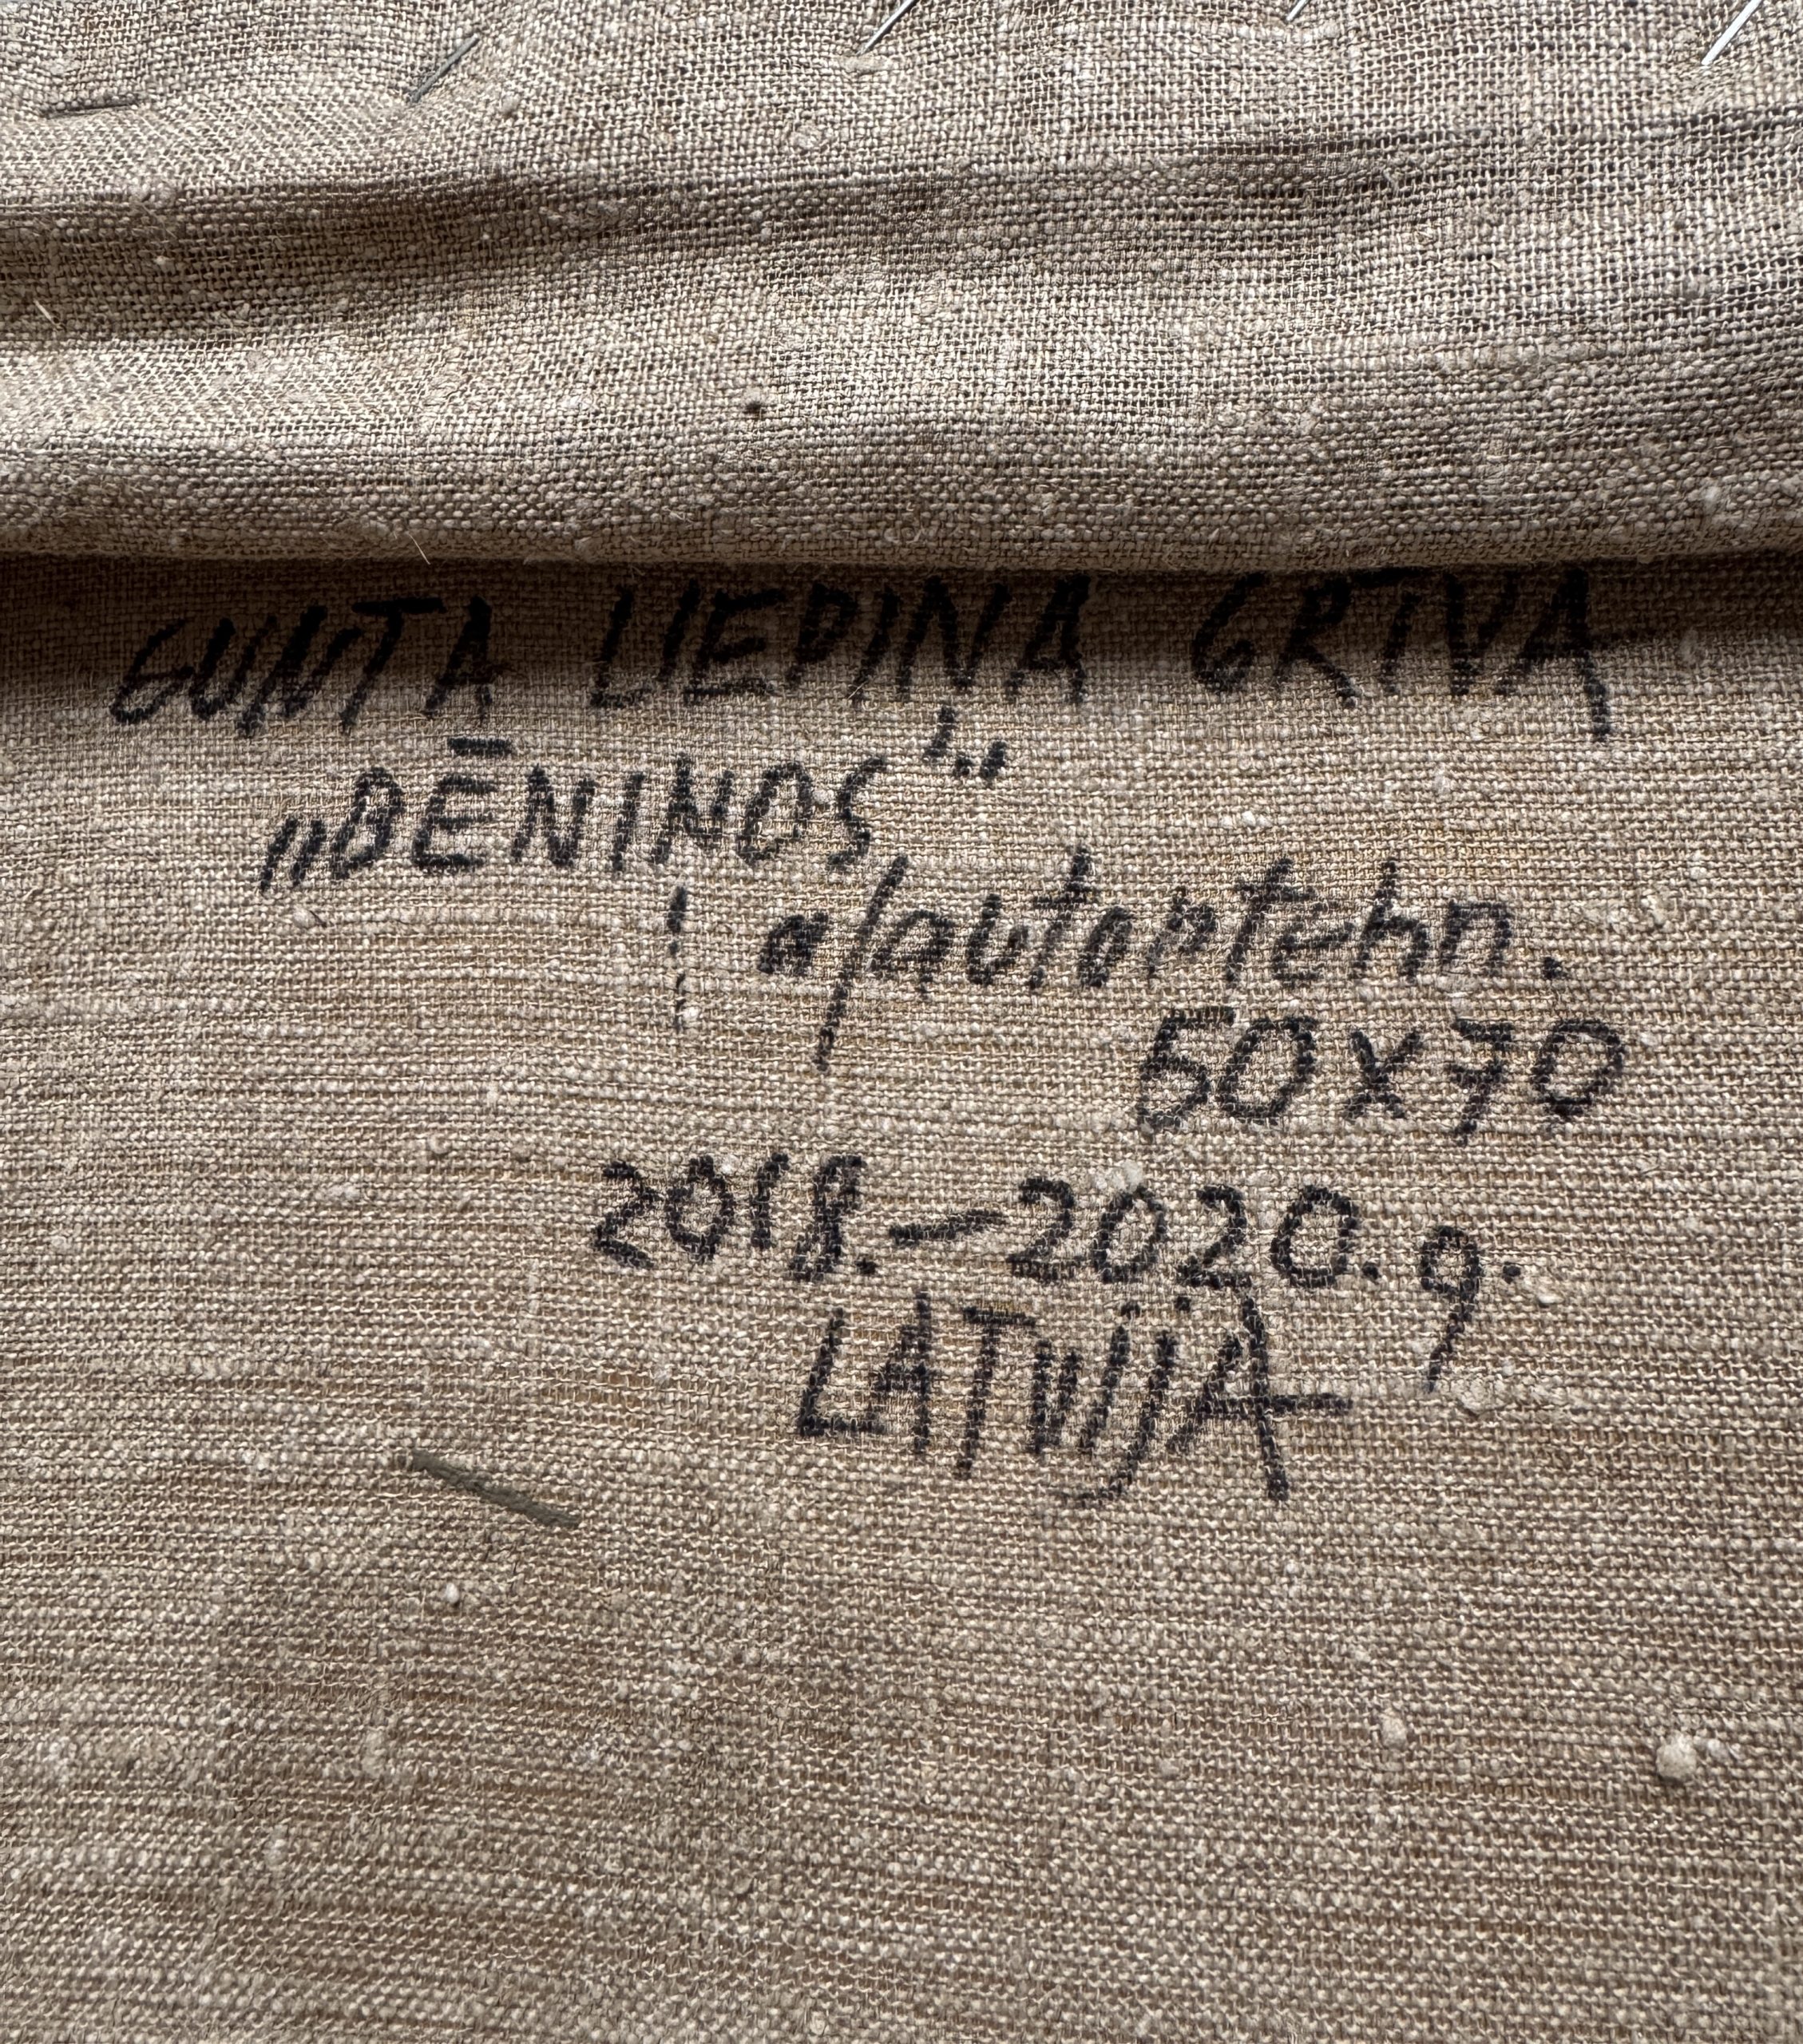 GUNTA LIEPIŅA GRĪVA
„BĒNIŅOS"
a/autortehn.
50x70
2018.—2020.g.
LATVIJA